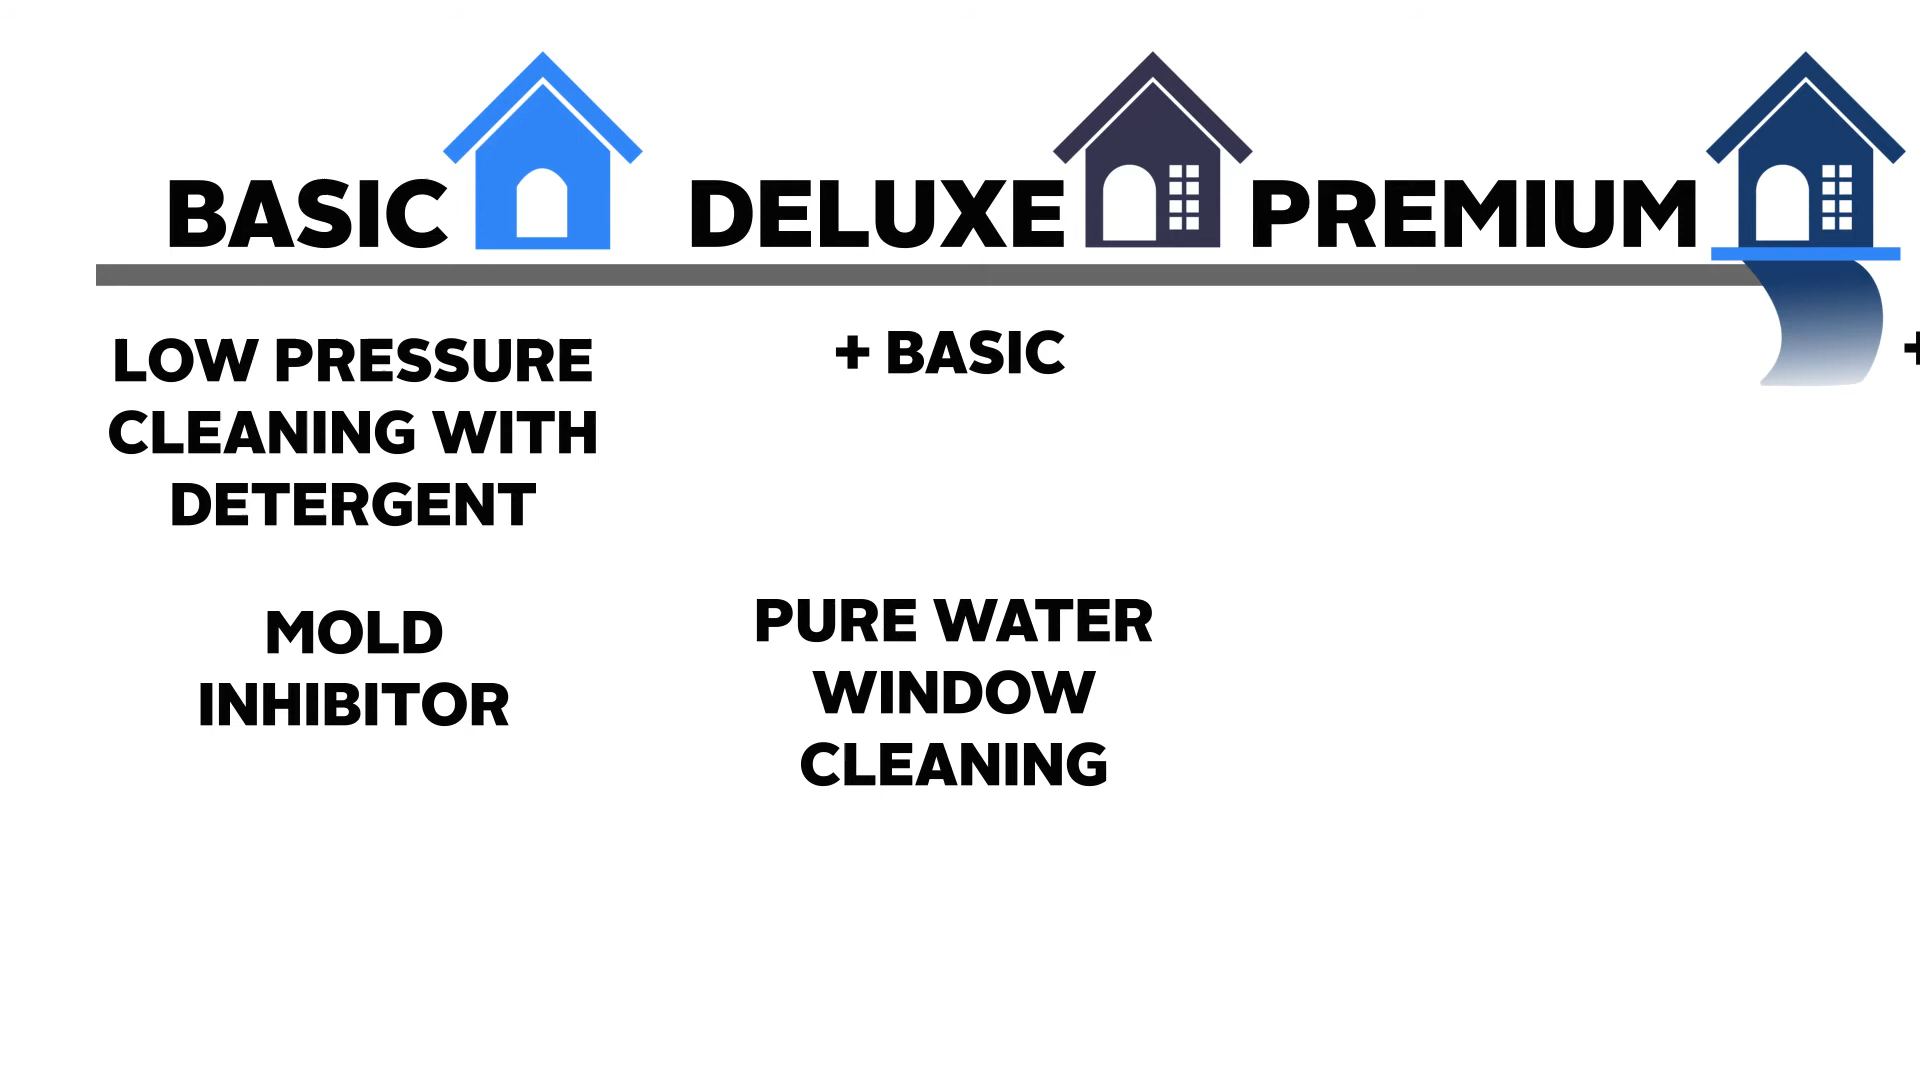 BASIC DELUXE PREMIUM
LOW PRESSURE
CLEANING WITH
DETERGENT
MOLD
INHIBITOR
+ BASIC
PURE WATER
WINDOW
CLEANING
+